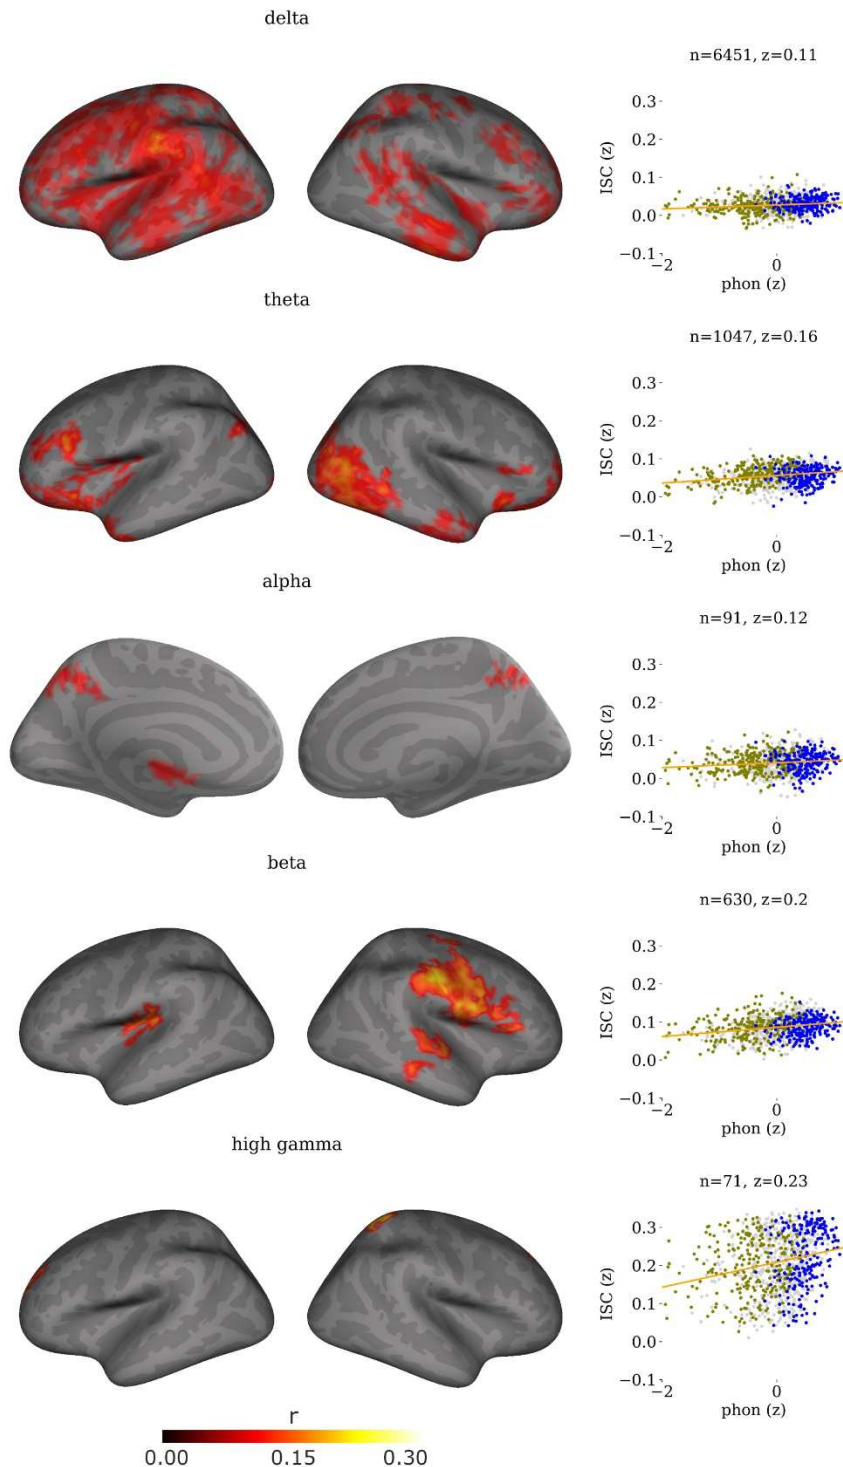 delta
n=6451, z=0.11
ISC (z)
0.3
0.2
0.1
0.0
−0.1
−2
0
phon (z)
theta
n=1047, z=0.16
ISC (z)
0.3
0.2
0.1
0.0
−0.1
−2
0
phon (z)
alpha
n=91, z=0.12
ISC (z)
0.3
0.2
0.1
0.0
−0.1
−2
0
phon (z)
beta
n=630, z=0.2
ISC (z)
0.3
0.2
0.1
0.0
−0.1
−2
0
phon (z)
high gamma
n=71, z=0.23
ISC (z)
0.3
0.2
0.1
0.0
−0.1
−2
0
phon (z)
r
0.00 0.15 0.30